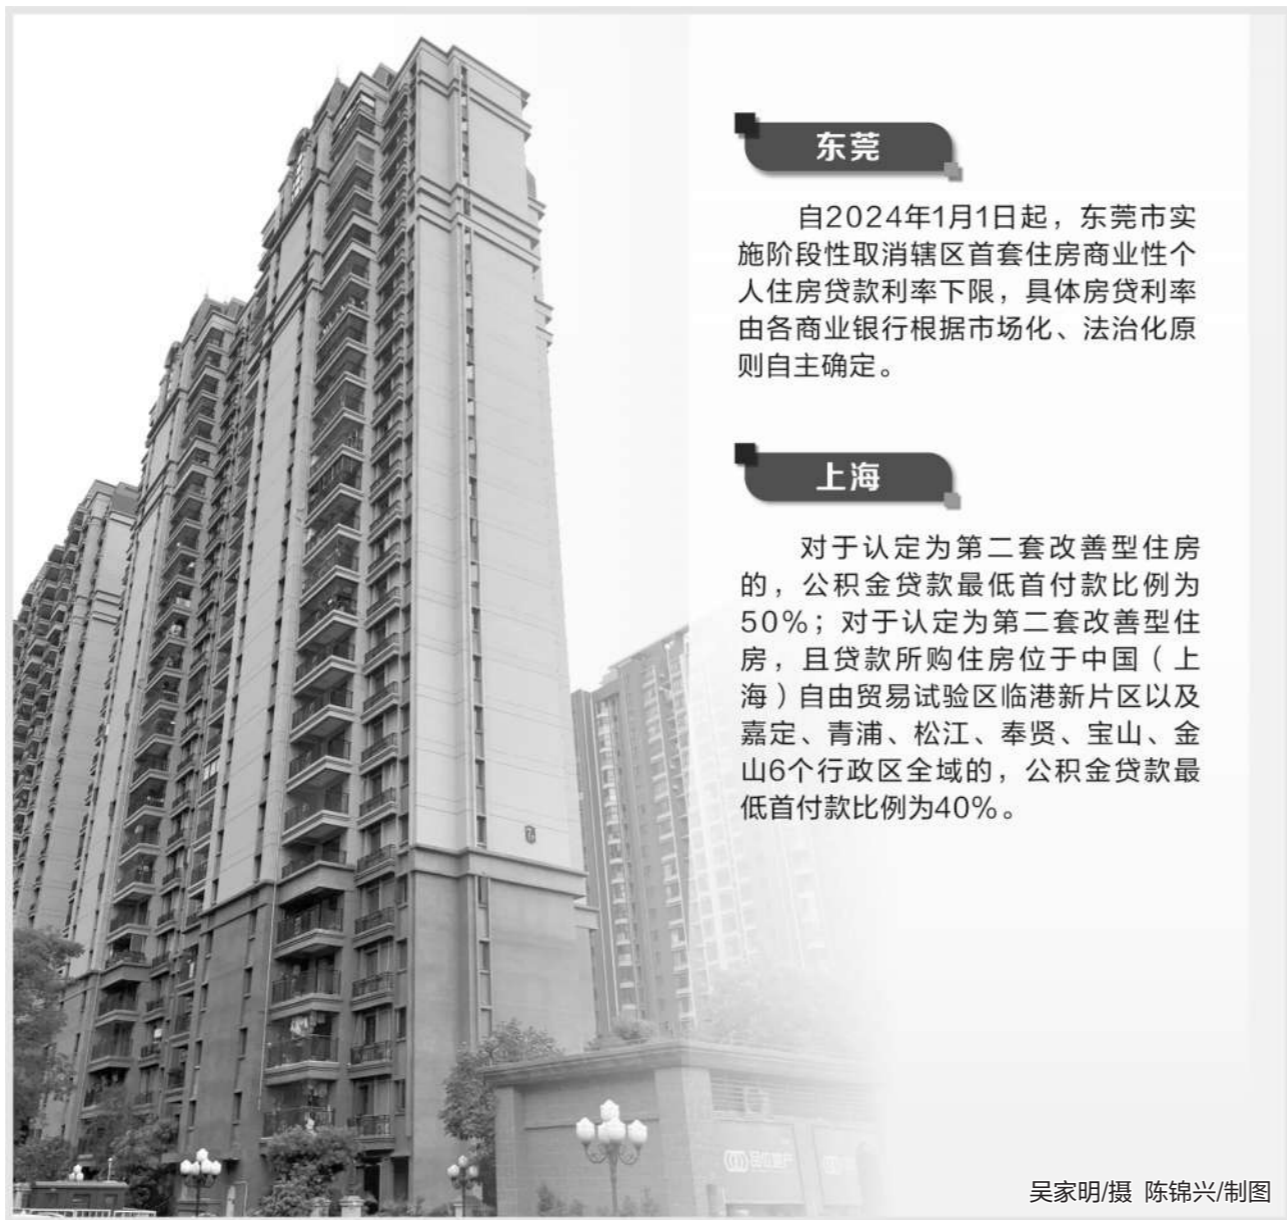 东莞
自2024年1月1日起，东莞市实
施阶段性取消辖区首套住房商业性个
人住房贷款利率下限，具体房贷利率
由各商业银行根据市场化、法治化原
则自主确定。
上海
对于认定为第二套改善型住房
的，公积金贷款最低首付款比例为
50%；对于认定为第二套改善型住
房，且贷款所购住房位于中国（上
海）自由贸易试验区临港新片区以及
嘉定、青浦、松江、奉贤、宝山、金
山6个行政区全域的，公积金贷款最
低首付款比例为40%。
吴家明/摄 陈锦兴/制图